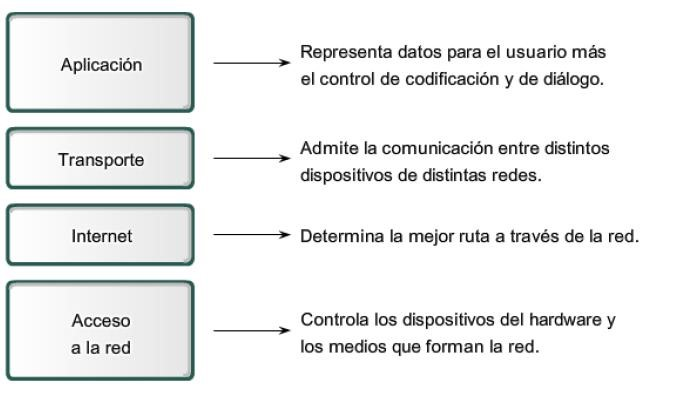 Aplicación
Representa datos para el usuario más
el control de codificación y de diálogo.
Transporte
Admite la comunicación entre distintos
dispositivos de distintas redes.
Internet
Determina la mejor ruta a través de la red.
Acceso
a la red
Controla los dispositivos del hardware y
los medios que forman la red.